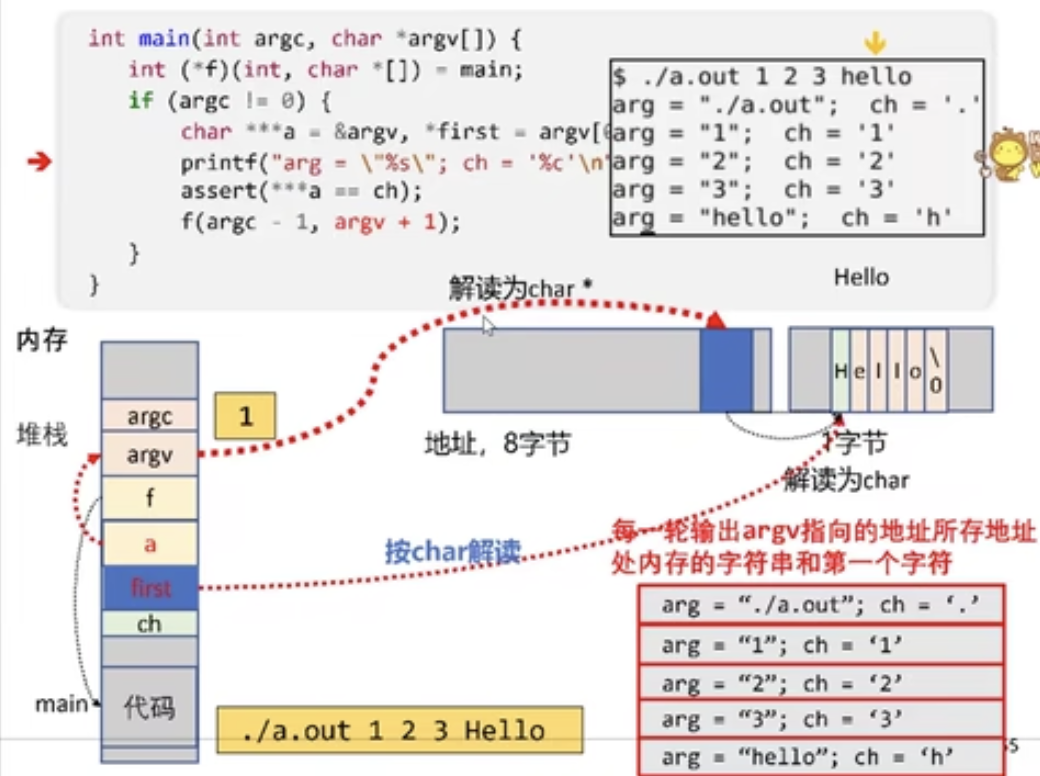 int main(int argc, char *argv[]) {
int (*f)(int, char *[]) = main;
if (argc != 0) {
char ***a = &argv, *first = argv[
printf("arg = \"%s\"; ch = '%c'\n"
assert(***a == ch);
f(argc - 1, argv + 1);
}
}
$ ./a.out 1 2 3 hello
arg = "./a.out"; ch = '.'
arg = "1"; ch = '1'
arg = "2"; ch = '2'
arg = "3"; ch = '3'
arg = "hello"; ch = 'h'
Hello
解读为char *
内存
堆栈
argc
argv
f
a
first
ch
代码
main
1
H e l l o \0
地址，8字节
1字节
解读为char
按char解读
每一轮输出argv指向的地址所存地址
处内存的字符串和第一个字符
arg = “./a.out”; ch = ‘.’
arg = “1”; ch = ‘1’
arg = “2”; ch = ‘2’
arg = “3”; ch = ‘3’
arg = “hello”; ch = ‘h’
./a.out 1 2 3 Hello